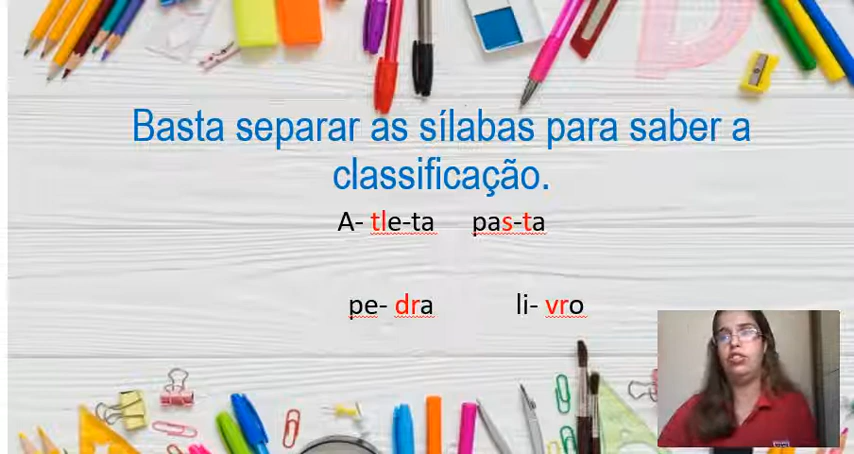 Basta separar as sílabas para saber a
classificação.
A- tle-ta pas-ta
pe- dra li- vro